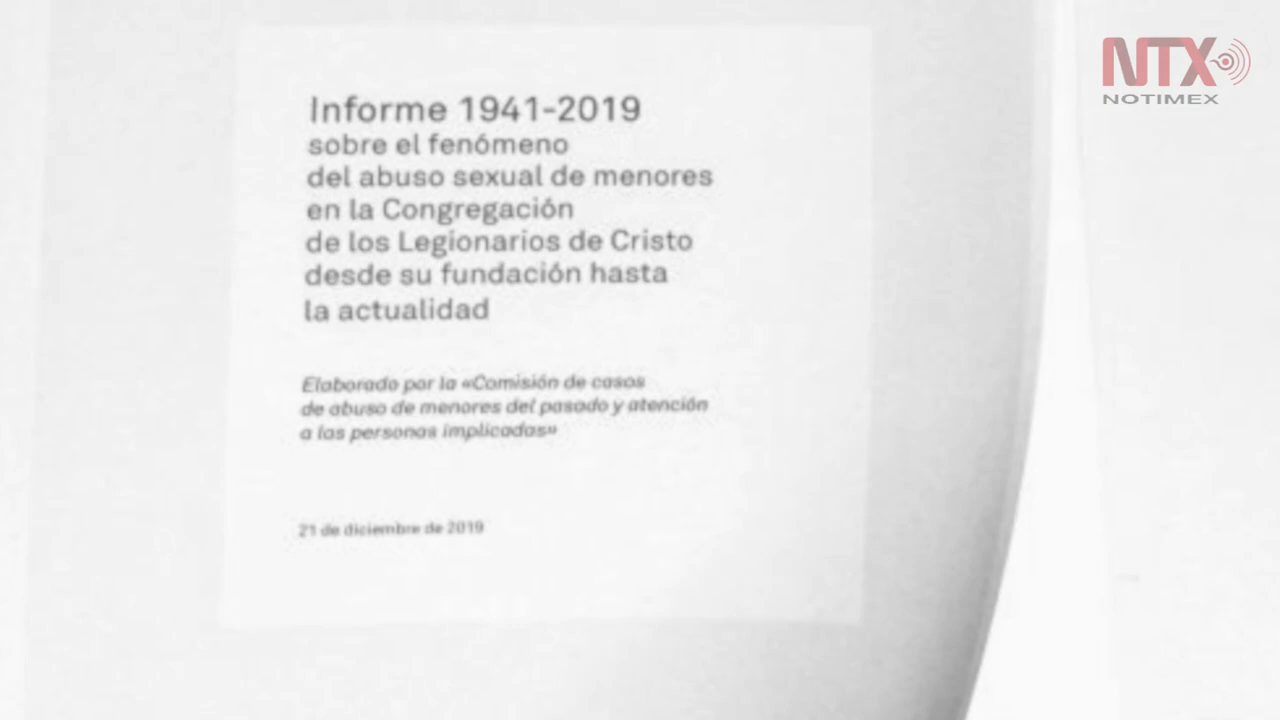 NTX
NOTIMEX
Informe 1941-2019
sobre el fenómeno
del abuso sexual de menores
en la Congregación
de los Legionarios de Cristo
desde su fundación hasta
la actualidad
Elaborado por la «Comisión de casos
de abuso de menores del pasado y atención
a las personas implicadas»
21 de diciembre de 2019